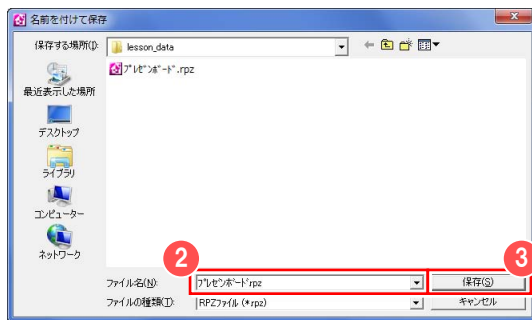 名前を付けて保存
保存する場所(I): lesson_data
ﾌﾟﾚｾﾞﾝﾎﾞｰﾄﾞ.rpz
最近表示した場所
デスクトップ
ライブラリ
コンピューター
ネットワーク
2
3
ファイル名(N): ﾌﾟﾚｾﾞﾝﾎﾞｰﾄﾞ.rpz 保存(S)
ファイルの種類(T): RPZファイル (*.rpz) キャンセル